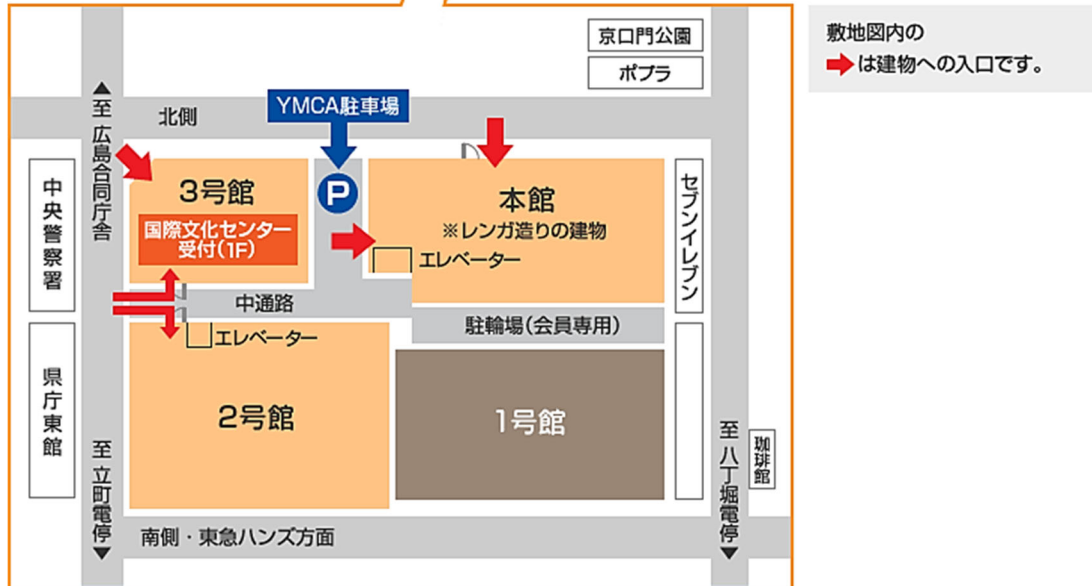 敷地図内の
➡は建物への入口です。
京口門公園
ポプラ
YMCA駐車場
北側
▲至 広島合同庁舎
P
3号館
国際文化センター
受付(1F)
本館
※レンガ造りの建物
エレベーター
中央警察署
セブンイレブン
中通路
駐輪場(会員専用)
エレベーター
県庁東館
2号館
1号館
至 立町電停▼
至 八丁堀電停▼
珈琲館
南側・東急ハンズ方面